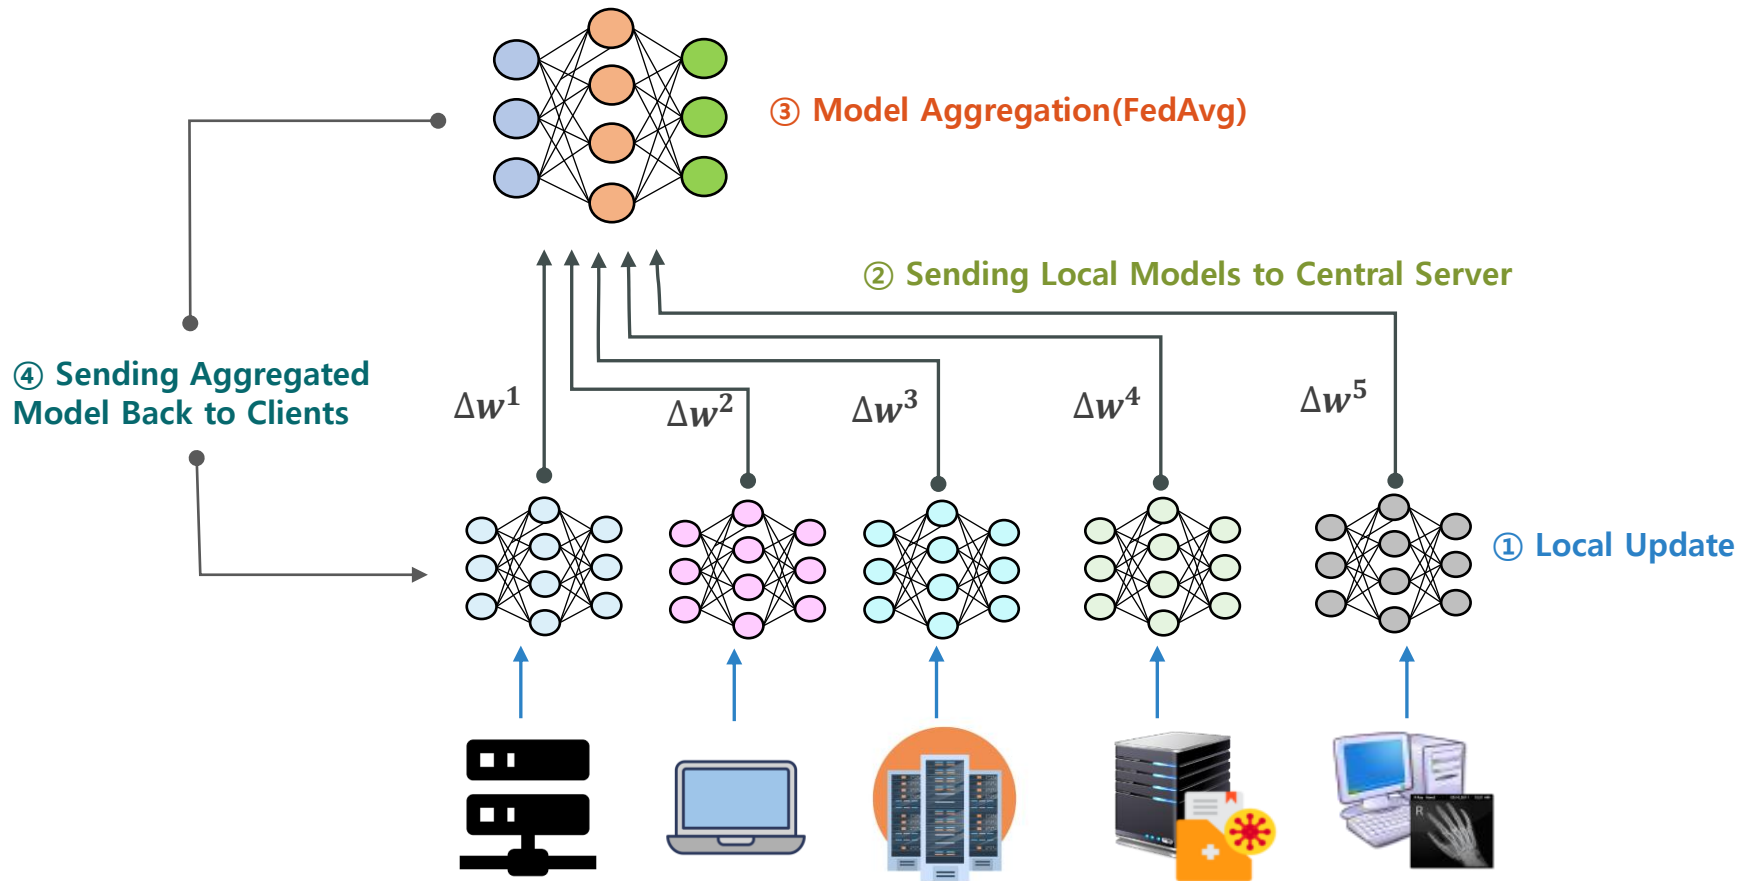 ③ Model Aggregation(FedAvg)
② Sending Local Models to Central Server
④ Sending Aggregated
Model Back to Clients
Δw¹
Δw²
Δw³
Δw⁴
Δw⁵
① Local Update
R